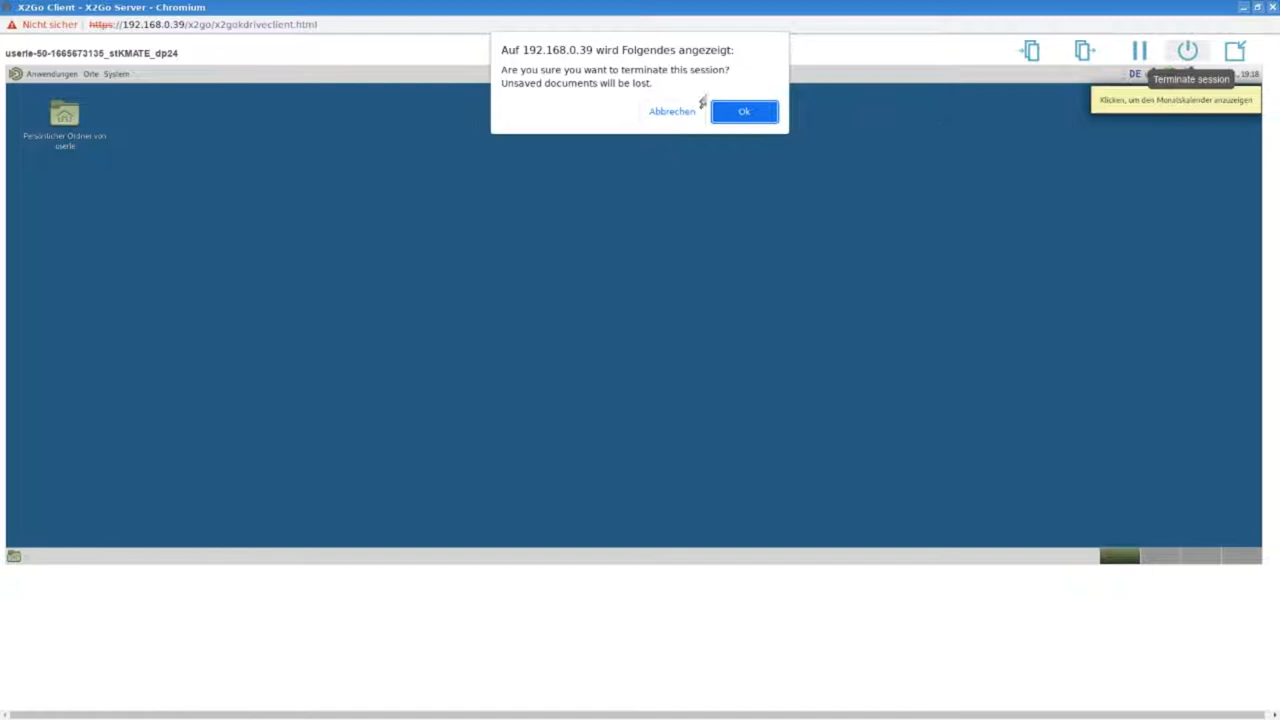 X2Go Client - X2Go Server - Chromium
Nicht sicher | https://192.168.0.39/x2go/x2gokdriveclient.html
userle-50-1665673135_stKMATE_dp24
Auf 192.168.0.39 wird Folgendes angezeigt:
Are you sure you want to terminate this session?
Unsaved documents will be lost.
Abbrechen
Ok
Anwendungen Orte System
DE
Terminate session
, 19:18
Klicken, um den Monatskalender anzuzeigen
Persönlicher Ordner von
userle